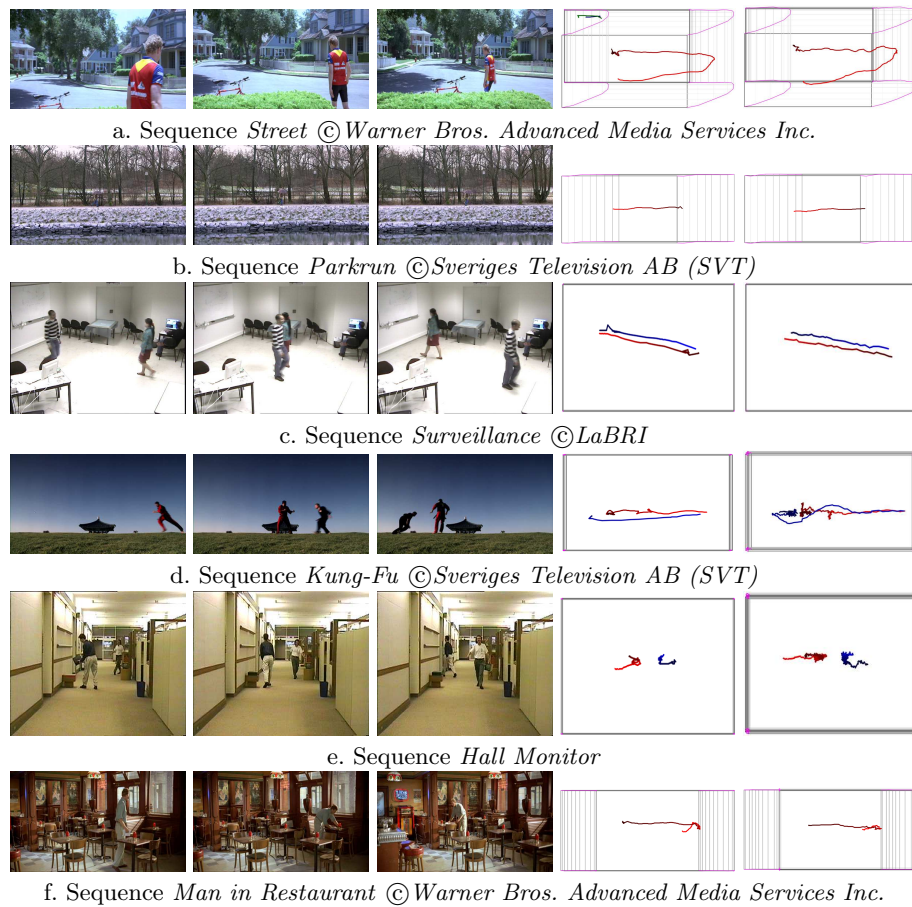 a. Sequence Street ©Warner Bros. Advanced Media Services Inc.
b. Sequence Parkrun ©Sveriges Television AB (SVT)
c. Sequence Surveillance ©LaBRI
d. Sequence Kung-Fu ©Sveriges Television AB (SVT)
e. Sequence Hall Monitor
f. Sequence Man in Restaurant ©Warner Bros. Advanced Media Services Inc.